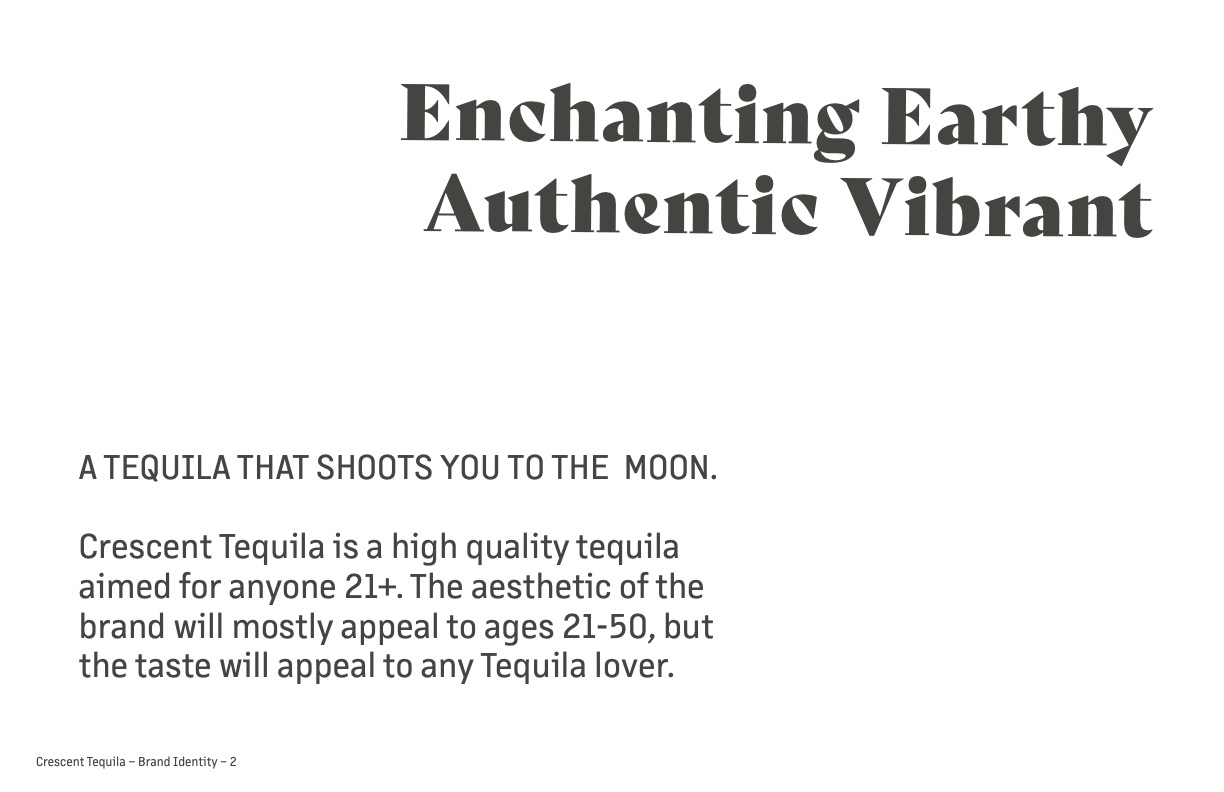 Enchanting Earthy
Authentic Vibrant
A TEQUILA THAT SHOOTS YOU TO THE  MOON.
Crescent Tequila is a high quality tequila
aimed for anyone 21+. The aesthetic of the
brand will mostly appeal to ages 21-50, but
the taste will appeal to any Tequila lover.
Crescent Tequila – Brand Identity – 2